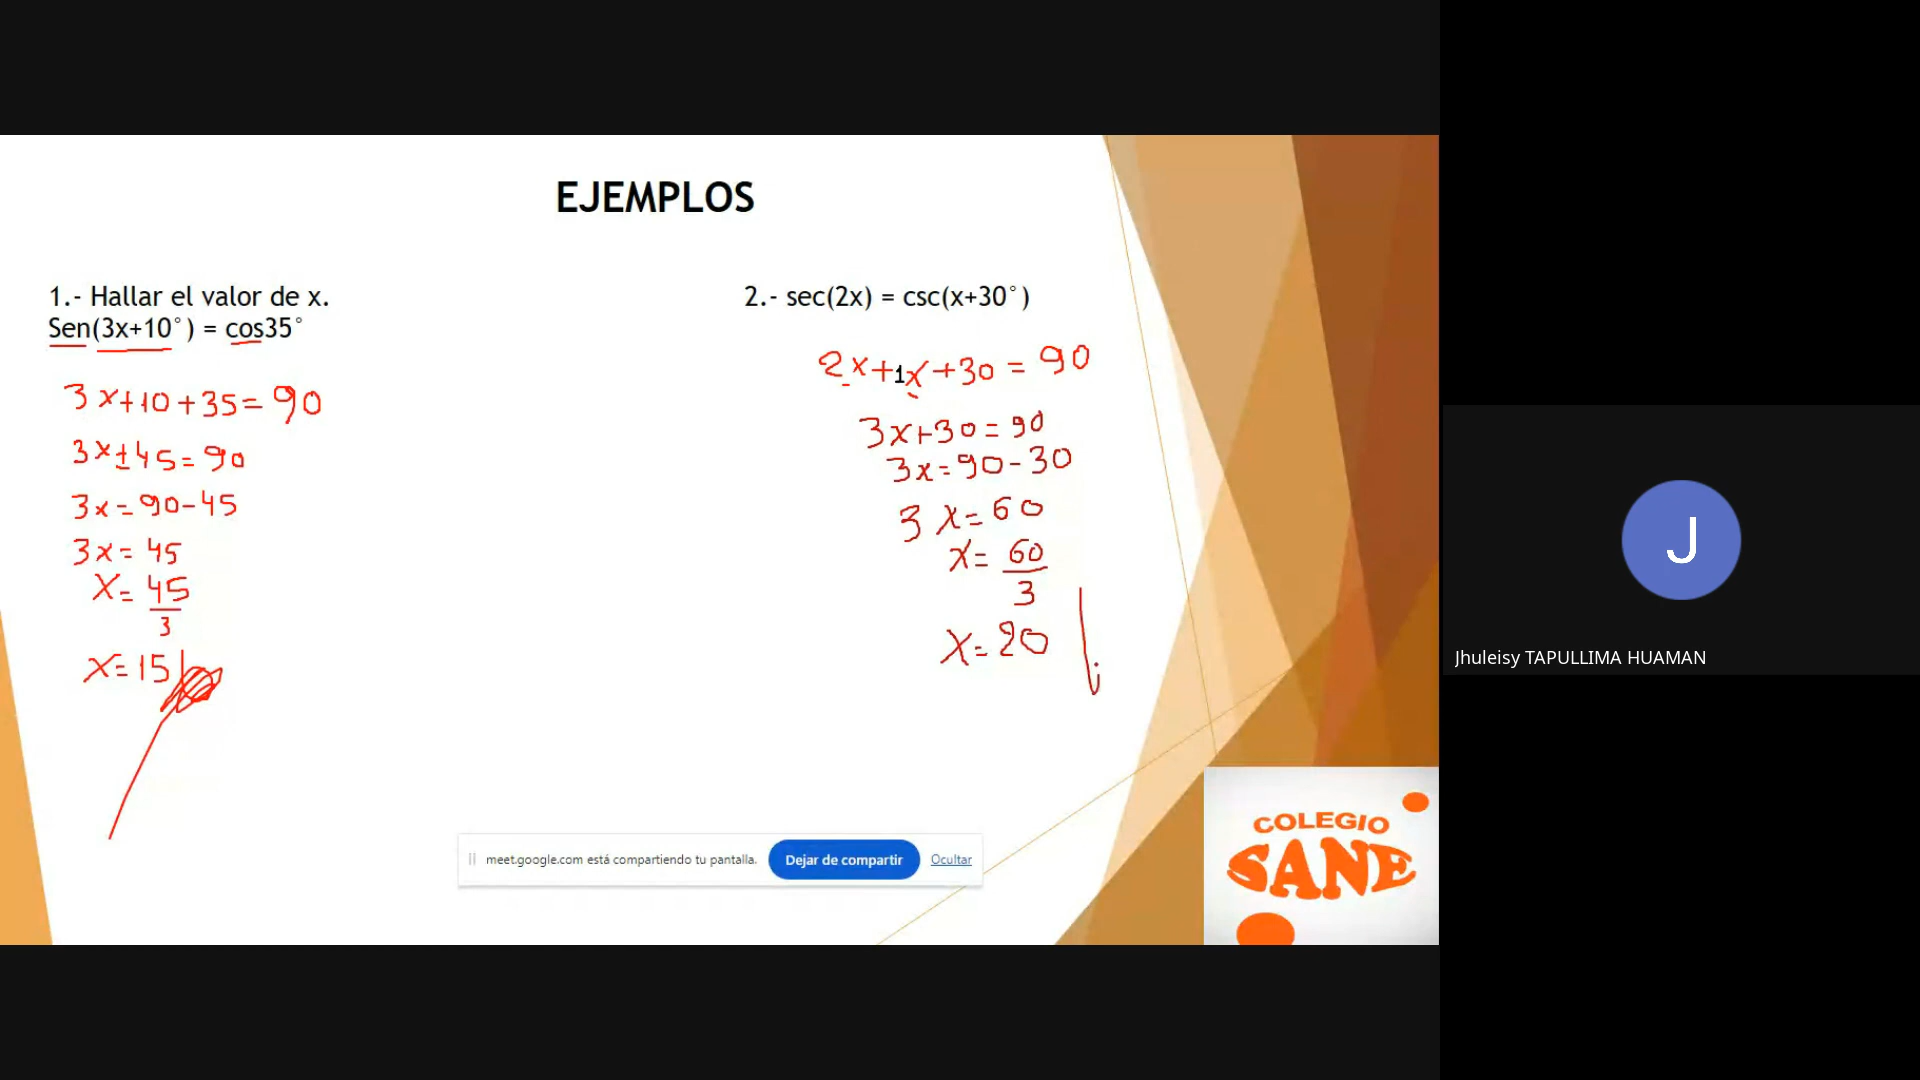 EJEMPLOS
1.- Hallar el valor de x.
Sen(3x+10°) = cos35°
3x+10+35=90
3x+45=90
3x=90-45
3x=45
x=45
3
x=15
2.- sec(2x) = csc(x+30°)
2x+1x+30=90
3x+30=90
3x=90-30
3x=60
x=60
3
x=20
meet.google.com está compartiendo tu pantalla. Dejar de compartir Ocultar
COLEGIO
SANE
J
Jhuleisy TAPULLIMA HUAMAN